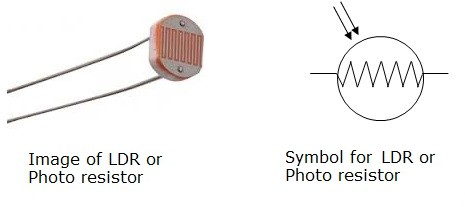 Image of LDR or
Photo resistor
Symbol for LDR or
Photo resistor